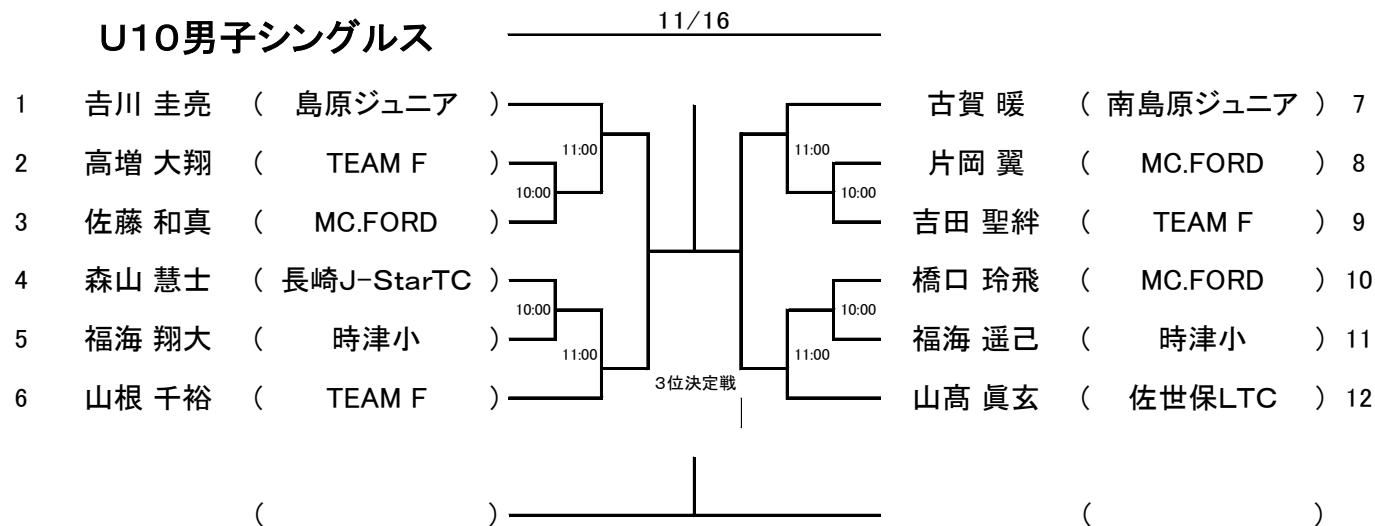 U10男子シングルス
11/16
1 𠮷川 圭亮 ( 島原ジュニア ) 古賀 暖 ( 南島原ジュニア ) 7
11:00 11:00
2 高増 大翔 ( TEAM F ) 片岡 翼 ( MC.FORD ) 8
10:00 10:00
3 佐藤 和真 ( MC.FORD ) 吉田 聖絆 ( TEAM F ) 9
4 森山 慧士 ( 長崎J-StarTC ) 橋口 玲飛 ( MC.FORD ) 10
10:00 10:00
5 福海 翔大 ( 時津小 ) 福海 遥己 ( 時津小 ) 11
11:00 11:00
3位決定戦
6 山根 千裕 ( TEAM F ) 山髙 眞玄 ( 佐世保LTC ) 12
( ) ( )